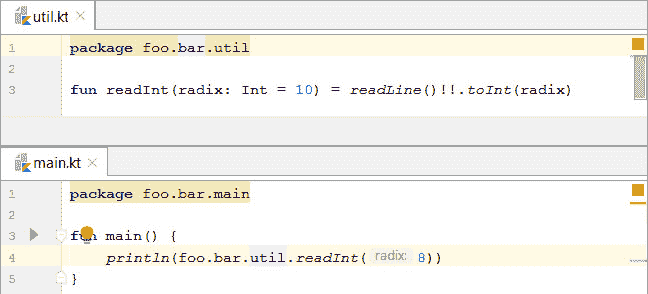 util.kt
1 package foo.bar.util
2
3 fun readInt(radix: Int = 10) = readLine()!!.toInt(radix)
main.kt
1 package foo.bar.main
2
3 fun main() {
4 println(foo.bar.util.readInt( radix: 8))
5 }